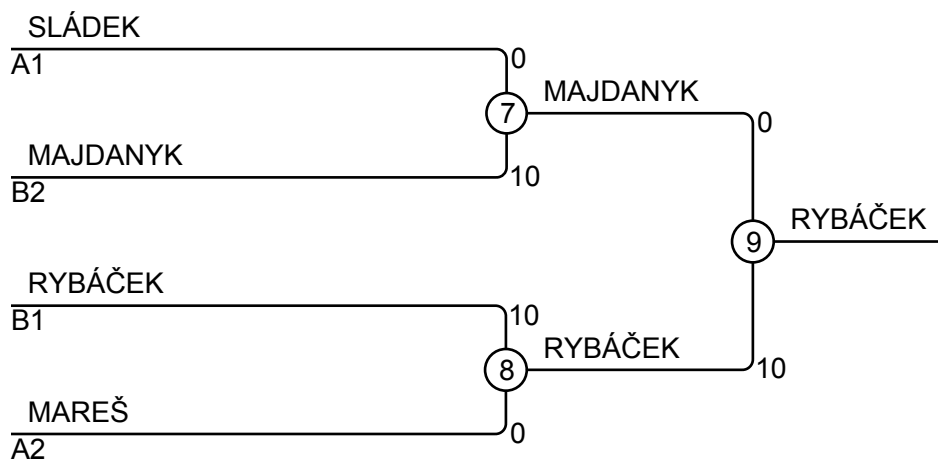 SLÁDEK
A1
0
7
MAJDANYK
0
MAJDANYK
B2
10
9
RYBÁČEK
RYBÁČEK
B1
10
8
RYBÁČEK
10
MAREŠ
A2
0